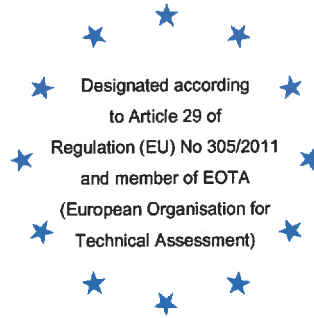 Designated according
to Article 29 of
Regulation (EU) No 305/2011
and member of EOTA
(European Organisation for
Technical Assessment)